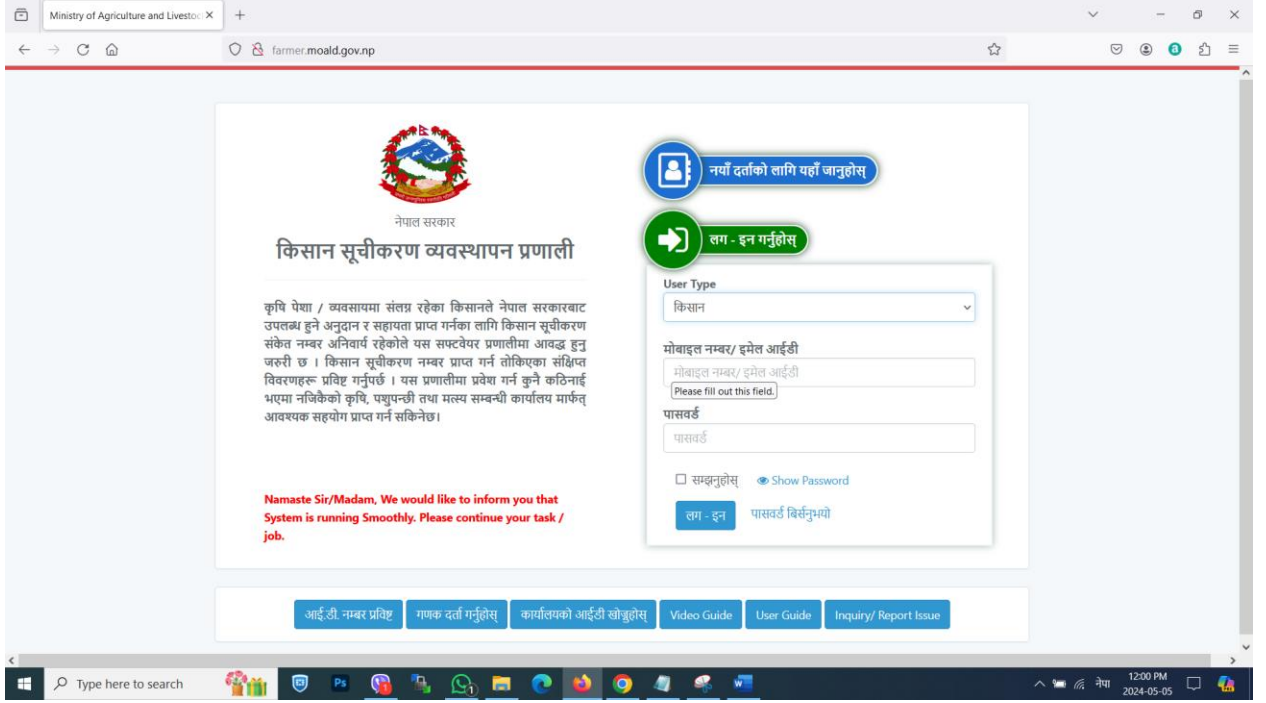 Ministry of Agriculture and Livestoc
farmer.moald.gov.np
नेपाल सरकार
किसान सूचीकरण व्यवस्थापन प्रणाली
कृषि पेशा / व्यवसायमा संलग्न रहेका किसानले नेपाल सरकारबाट
उपलब्ध हुने अनुदान र सहायता प्राप्त गर्नका लागि किसान सूचीकरण
संकेत नम्बर अनिवार्य रहेकोले यस सफ्टवेयर प्रणालीमा आवद्ध हुनु
जरुरी छ । किसान सूचीकरण नम्बर प्राप्त गर्न तोकिएका संक्षिप्त
विवरणहरू प्रविष्ट गर्नुपर्छ । यस प्रणालीमा प्रवेश गर्न कुनै कठिनाई
भएमा नजिकैको कृषि, पशुपन्छी तथा मत्स्य सम्बन्धी कार्यालय मार्फत्
आवश्यक सहयोग प्राप्त गर्न सकिनेछ।
Namaste Sir/Madam, We would like to inform you that
System is running Smoothly. Please continue your task /
job.
नयाँ दर्ताको लागि यहाँ जानुहोस्
लग - इन गर्नुहोस्
User Type
किसान
मोबाइल नम्बर/ इमेल आईडी
मोबाइल नम्बर/ इमेल आईडी
Please fill out this field.
पासवर्ड
पासवर्ड
सम्झनुहोस् Show Password
लग - इन पासवर्ड बिर्सनुभयो
आई.डी. नम्बर प्रविष्ट गणक दर्ता गर्नुहोस् कार्यालयको आईडी खोज्नुहोस् Video Guide User Guide Inquiry/ Report Issue
Type here to search
नेपा
12:00 PM
2024-05-05